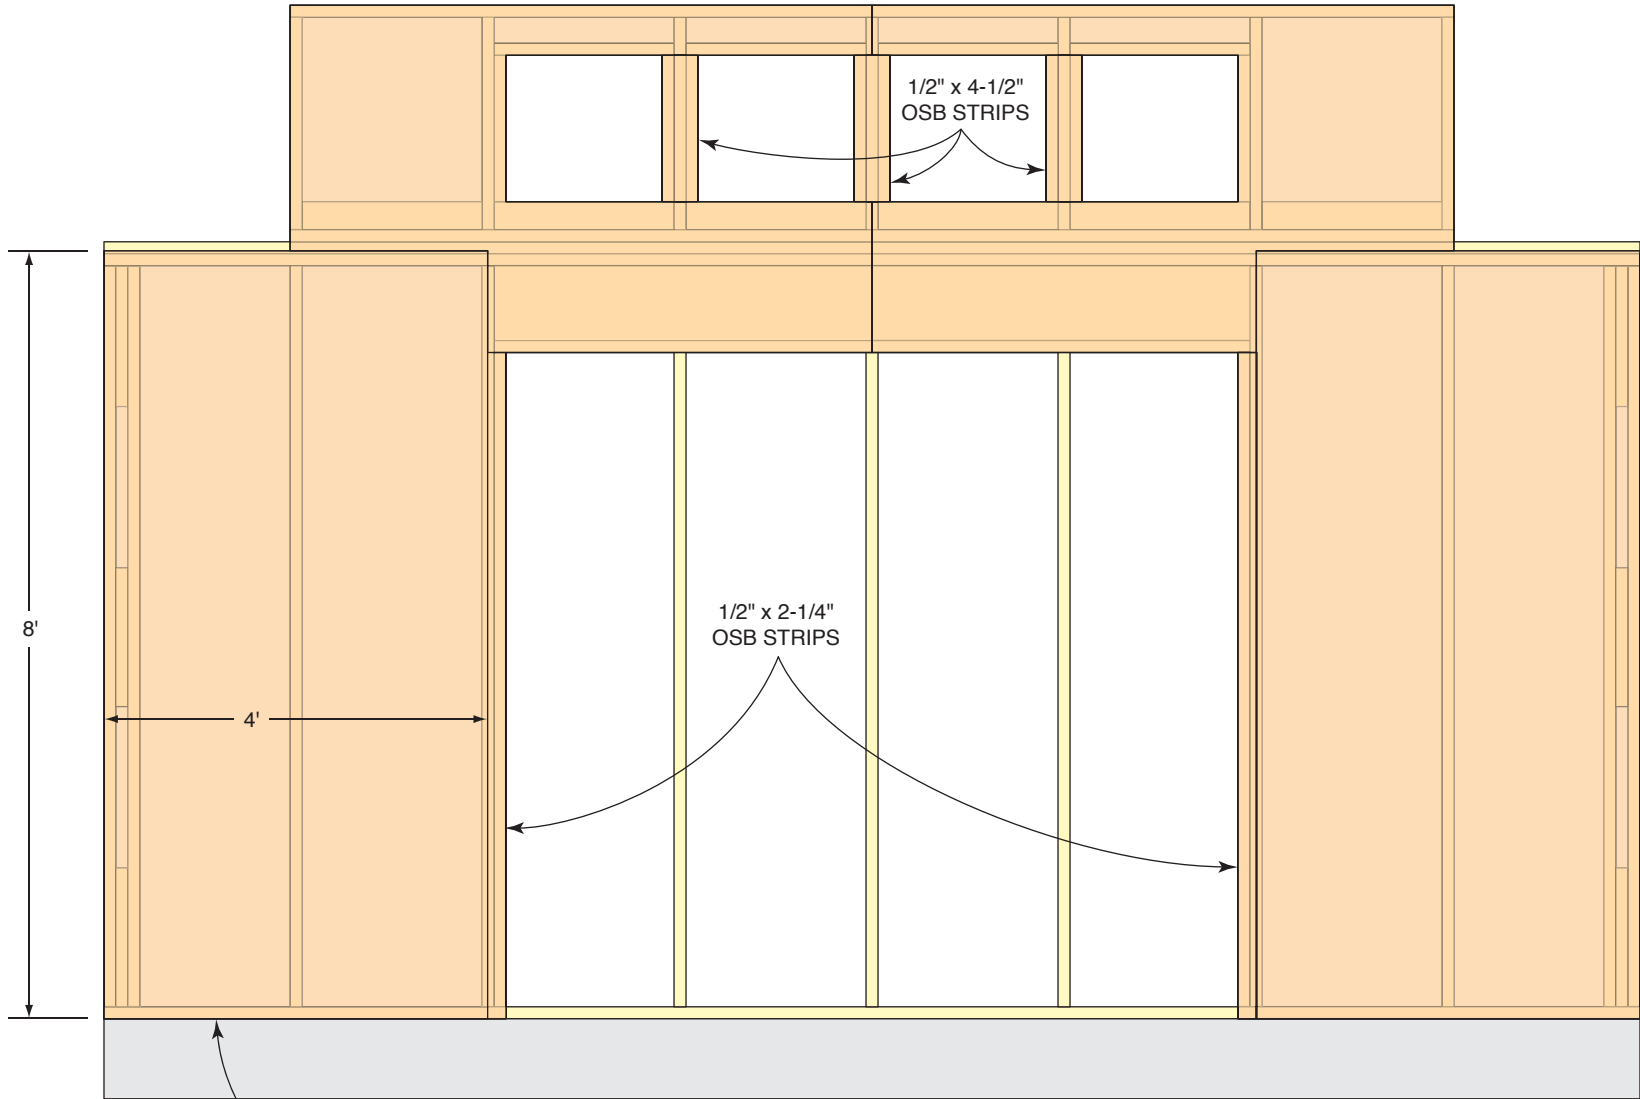 1/2" x 4-1/2"
OSB STRIPS
8'
1/2" x 2-1/4"
OSB STRIPS
4'